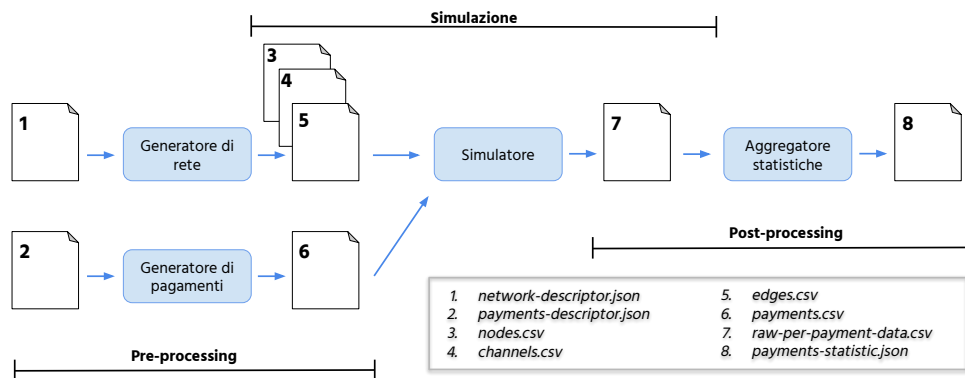 Simulazione
3
4
1
5
7
8
Generatore di
rete
Simulatore
Aggregatore
statistiche
2
6
Generatore di
pagamenti
Post-processing
1. network-descriptor.json
2. payments-descriptor.json
3. nodes.csv
4. channels.csv
5. edges.csv
6. payments.csv
7. raw-per-payment-data.csv
8. payments-statistic.json
Pre-processing